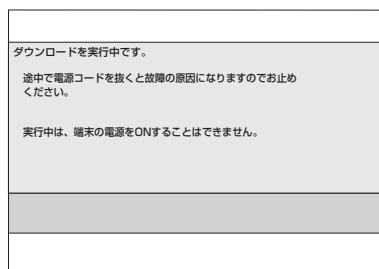 ダウンロードを実行中です。
途中で電源コードを抜くと故障の原因になりますのでお止め
ください。
実行中は、端末の電源をONすることはできません。